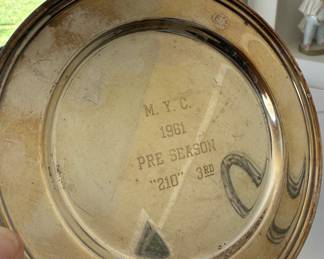 M. Y. C.
1961
PRE SEASON
"210" 3RD